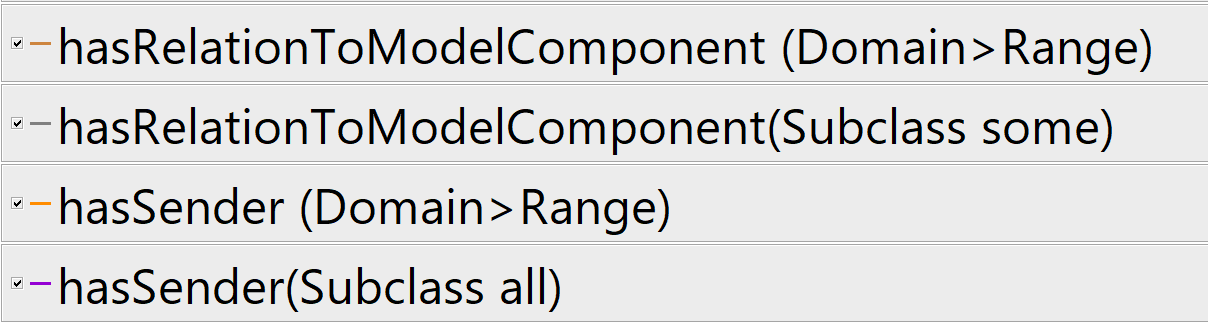 hasRelationToModelComponent (Domain>Range)
hasRelationToModelComponent(Subclass some)
hasSender (Domain>Range)
hasSender(Subclass all)